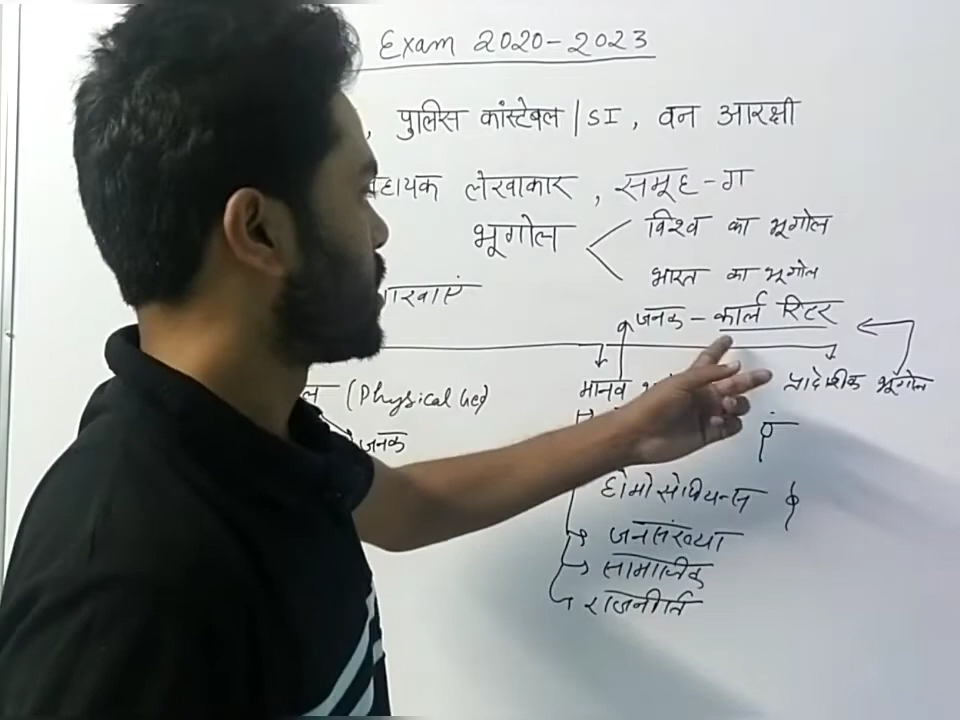 Exam 2020-2023
, पुलिस कांस्टेबल | SI, वन आरक्षी
हायक लेखाकार, समूह-ग
भूगोल
विश्व का भूगोल
भारत का भूगोल
शाखाएं
जनक - कार्ल रिटर
(Physical Geo)
मानव
प्रादेशिक भूगोल
जनक
होमो सेपियन्स
जनसंख्या
सामाजिक
राजनीति